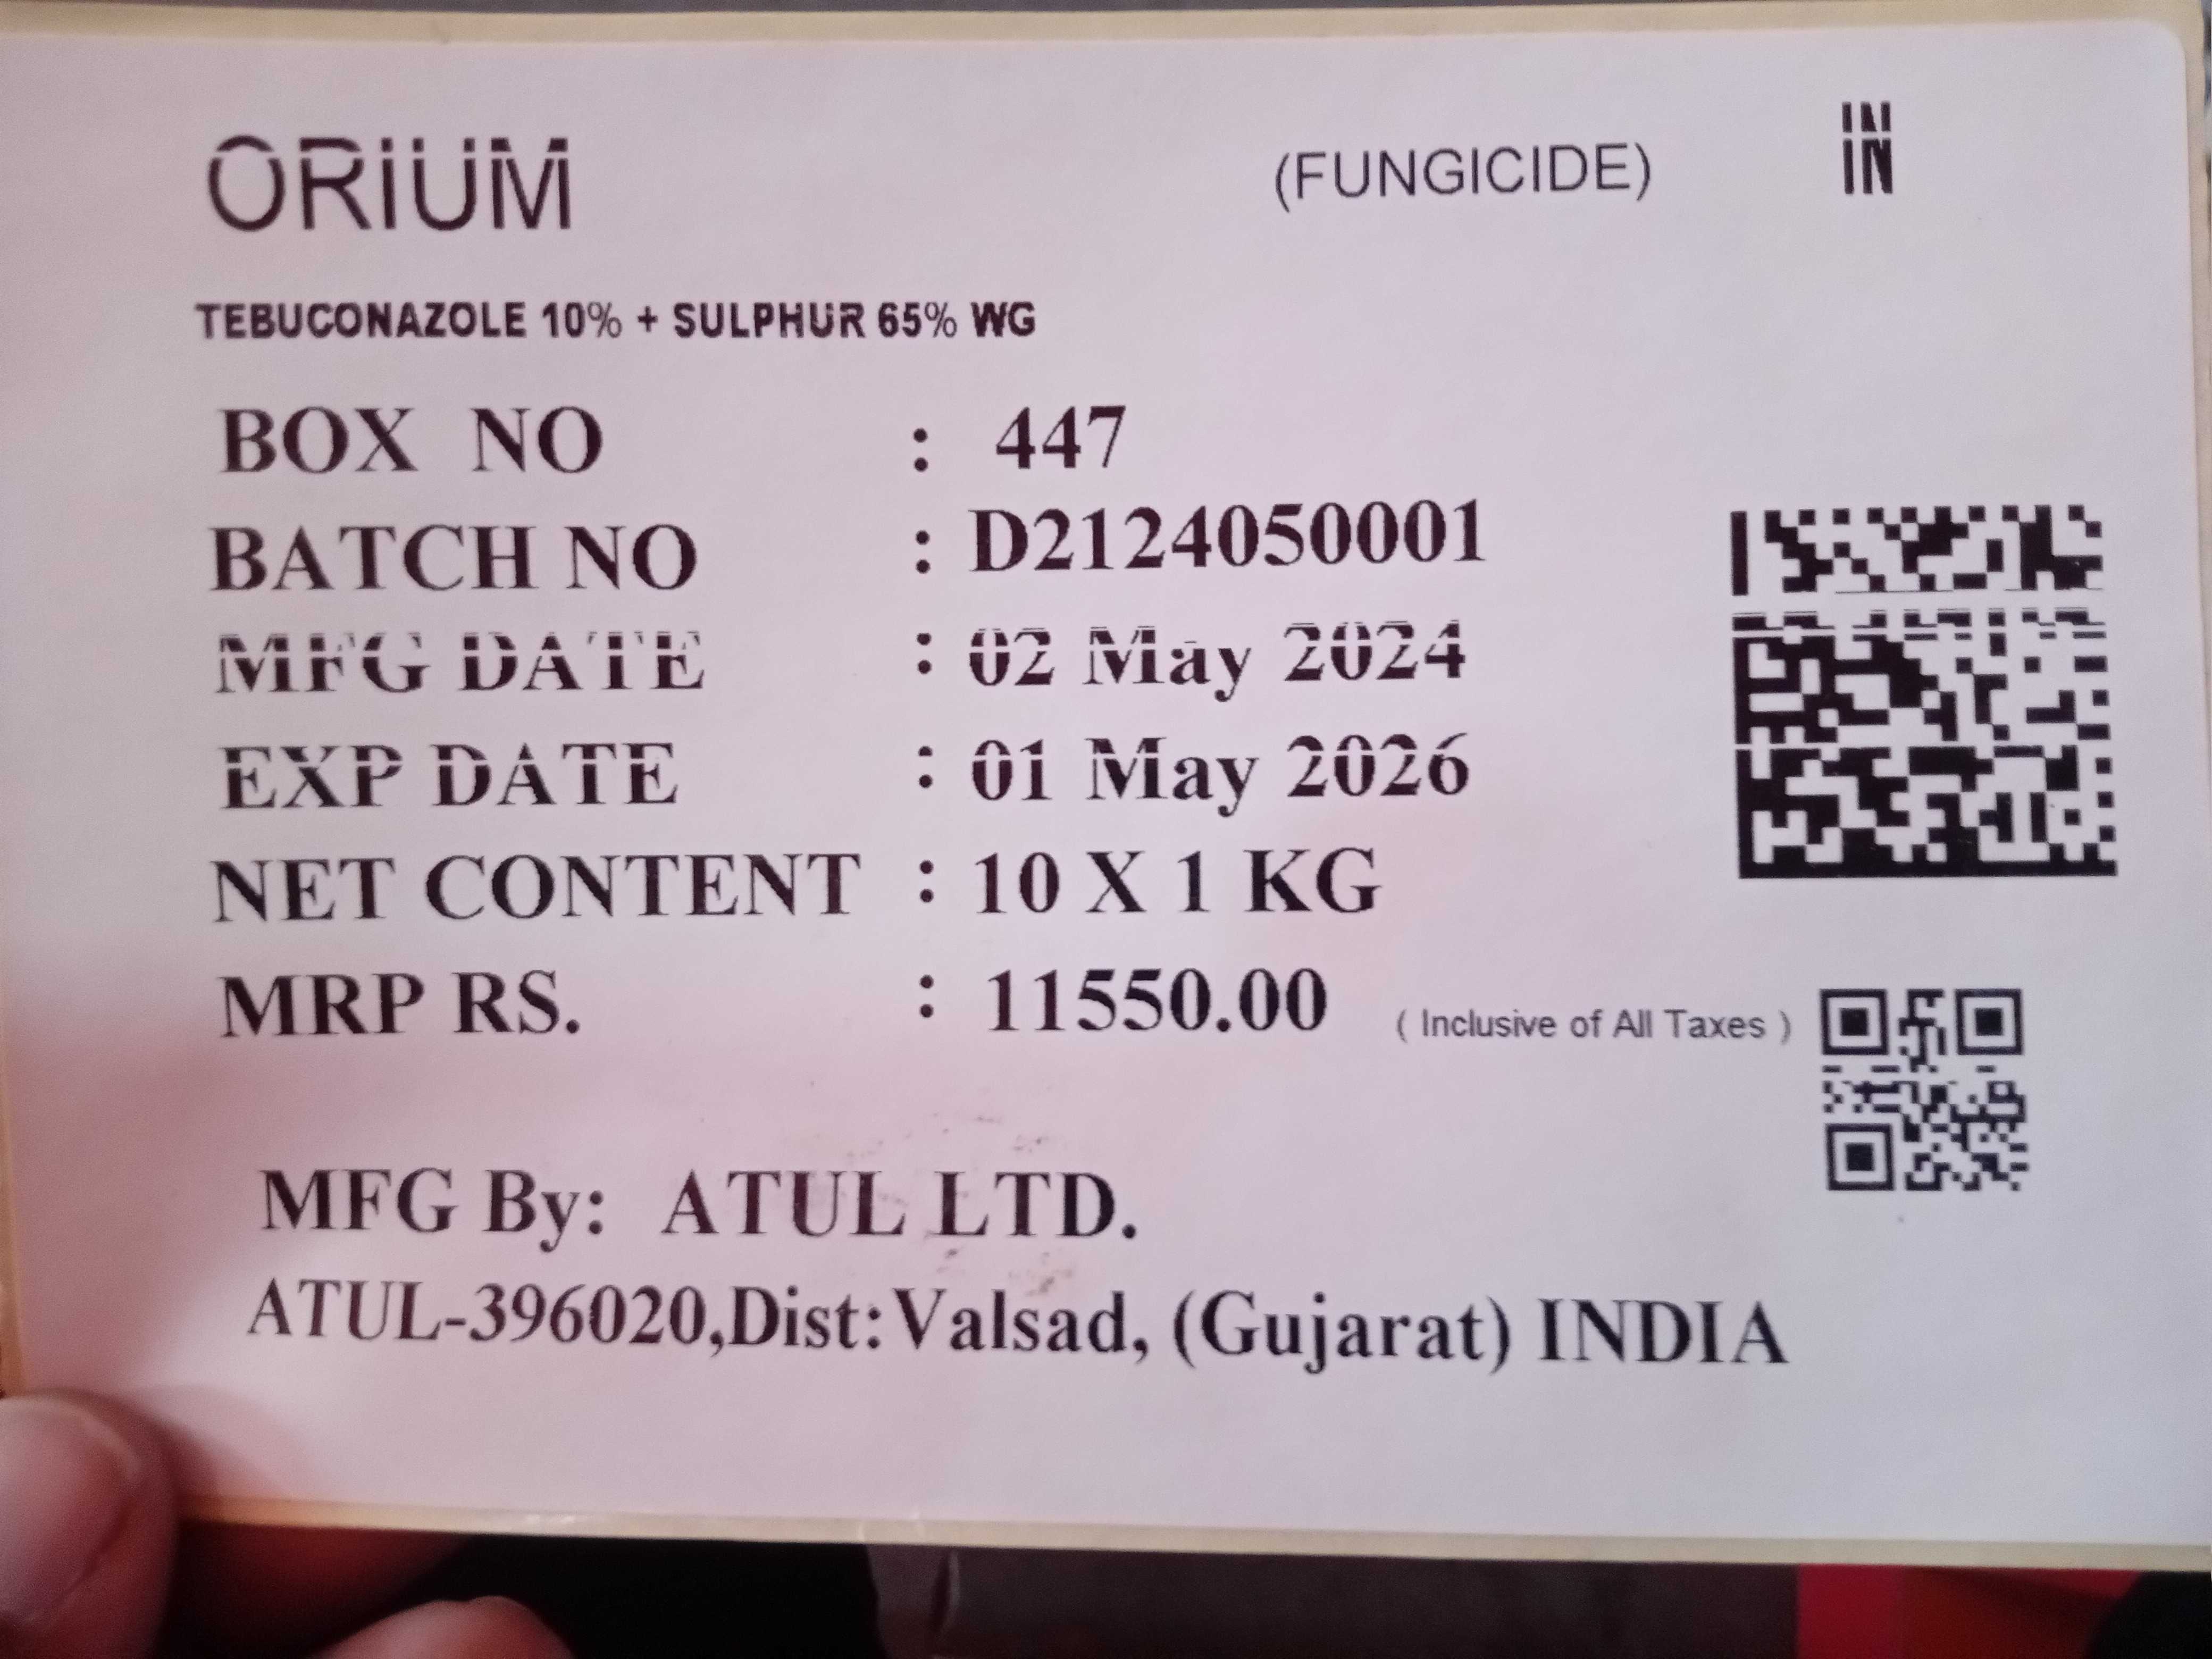 ORIUM (FUNGICIDE) IN
TEBUCONAZOLE 10% + SULPHUR 65% WG
BOX NO : 447
BATCH NO : D2124050001
MFG DATE : 02 May 2024
EXP DATE : 01 May 2026
NET CONTENT : 10 X 1 KG
MRP RS. : 11550.00 ( Inclusive of All Taxes )
MFG By: ATUL LTD.
ATUL-396020,Dist:Valsad, (Gujarat) INDIA